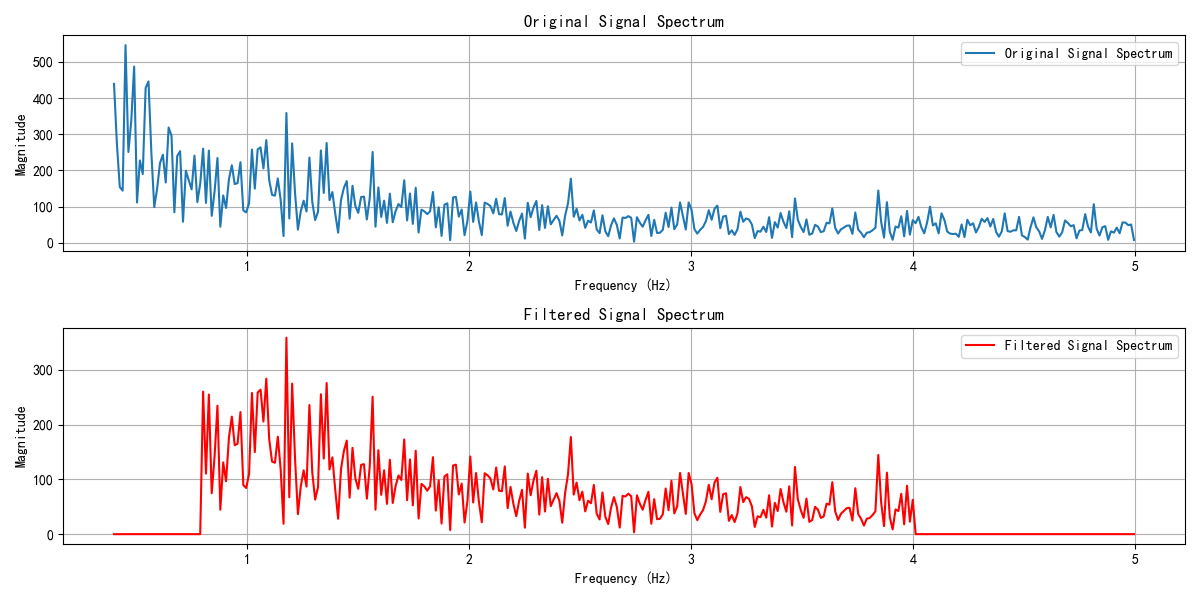 Original Signal Spectrum
Original Signal Spectrum
Magnitude
500
400
300
200
100
0
1
2
3
4
5
Frequency (Hz)
Filtered Signal Spectrum
Filtered Signal Spectrum
Magnitude
300
200
100
0
1
2
3
4
5
Frequency (Hz)